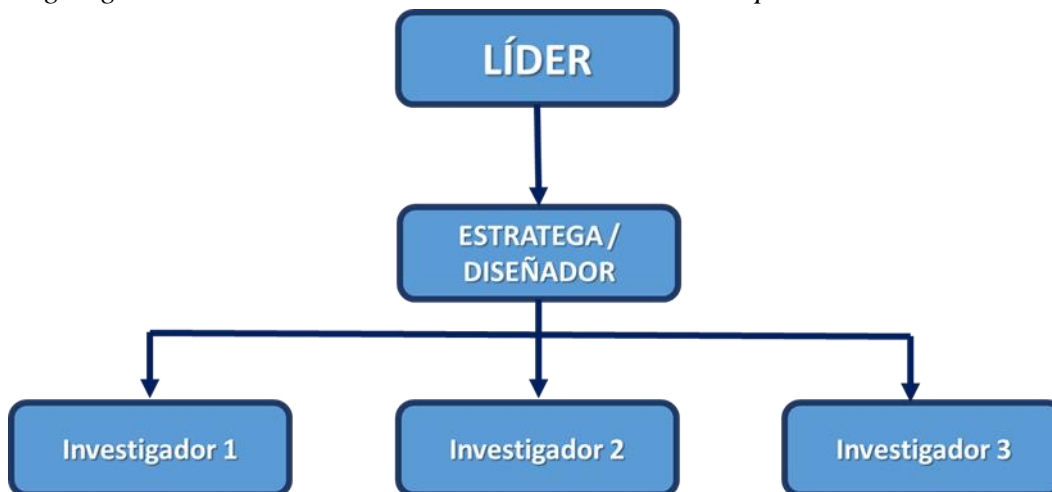 LÍDER
ESTRATEGA /
DISEÑADOR
Investigador 1
Investigador 2
Investigador 3